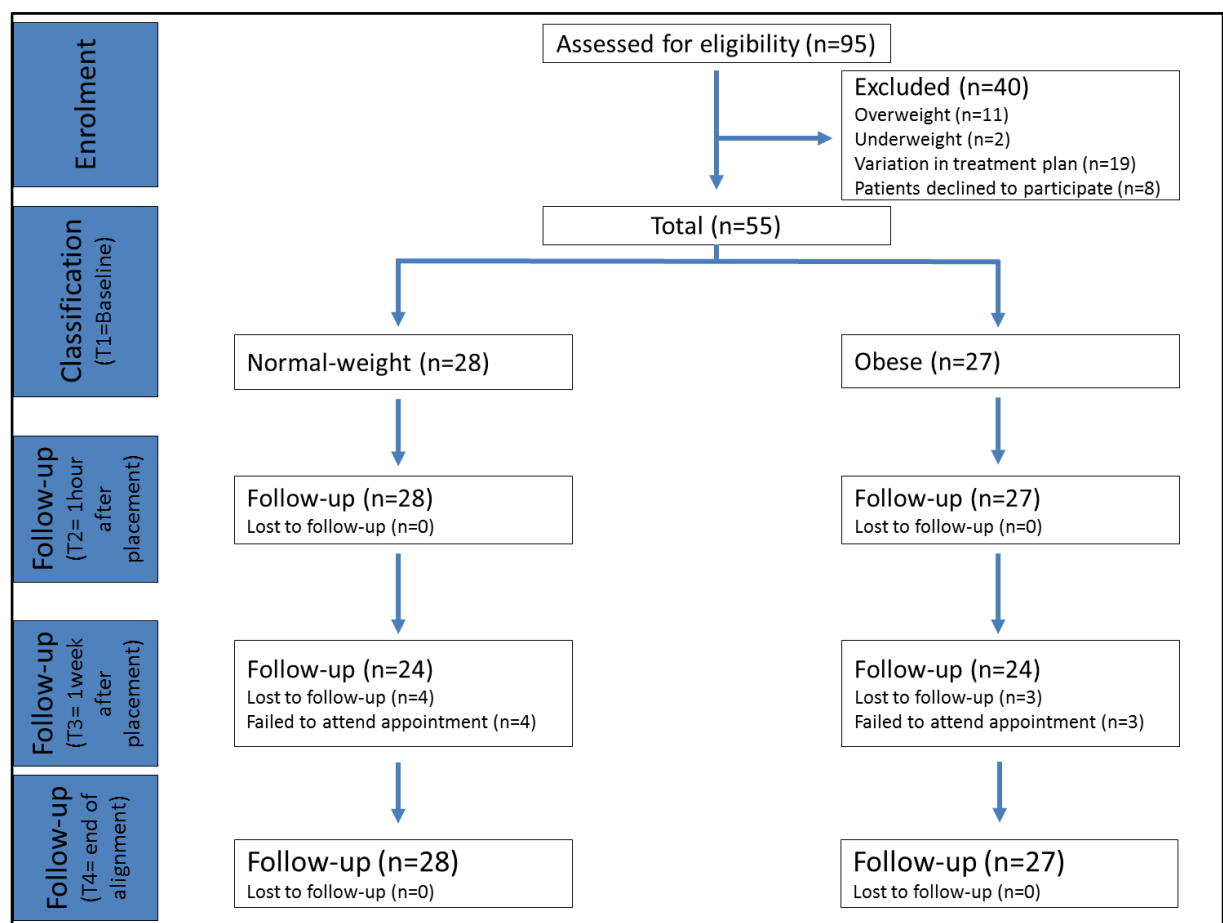 Enrolment
Assessed for eligibility (n=95)
Excluded (n=40)
Overweight (n=11)
Underweight (n=2)
Variation in treatment plan (n=19)
Patients declined to participate (n=8)
Classification
(T1=Baseline)
Total (n=55)
Normal-weight (n=28)
Obese (n=27)
Follow-up
(T2= 1hour
after
placement)
Follow-up (n=28)
Lost to follow-up (n=0)
Follow-up (n=27)
Lost to follow-up (n=0)
Follow-up
(T3= 1week
after
placement)
Follow-up (n=24)
Lost to follow-up (n=4)
Failed to attend appointment (n=4)
Follow-up (n=24)
Lost to follow-up (n=3)
Failed to attend appointment (n=3)
Follow-up
(T4= end of
alignment)
Follow-up (n=28)
Lost to follow-up (n=0)
Follow-up (n=27)
Lost to follow-up (n=0)